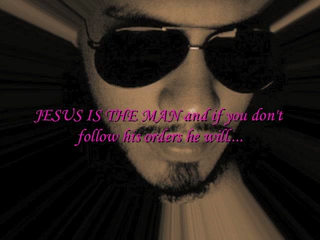 JESUS IS THE MAN and if you don't
follow his orders he will....